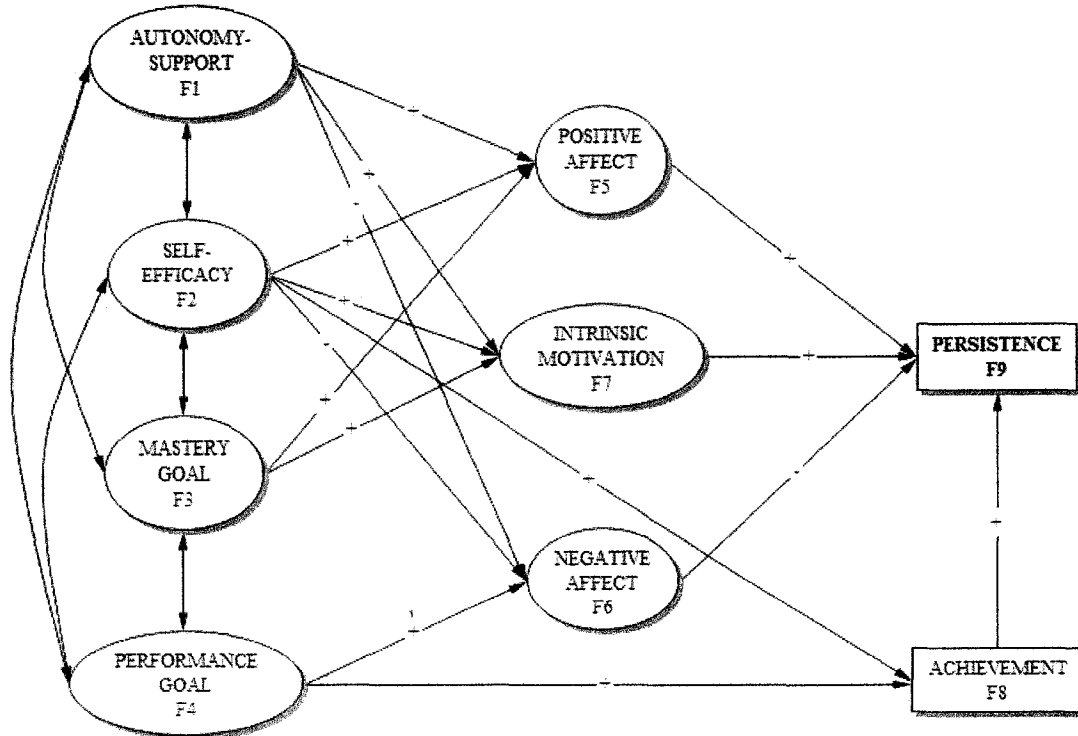 AUTONOMY-
SUPPORT
F1
POSITIVE
AFFECT
F5
SELF-
EFFICACY
F2
INTRINSIC
MOTIVATION
F7
PERSISTENCE
F9
MASTERY
GOAL
F3
NEGATIVE
AFFECT
F6
PERFORMANCE
GOAL
F4
ACHIEVEMENT
F8
+
+
-
+
+
+
-
+
+
+
+
+
+
-
+